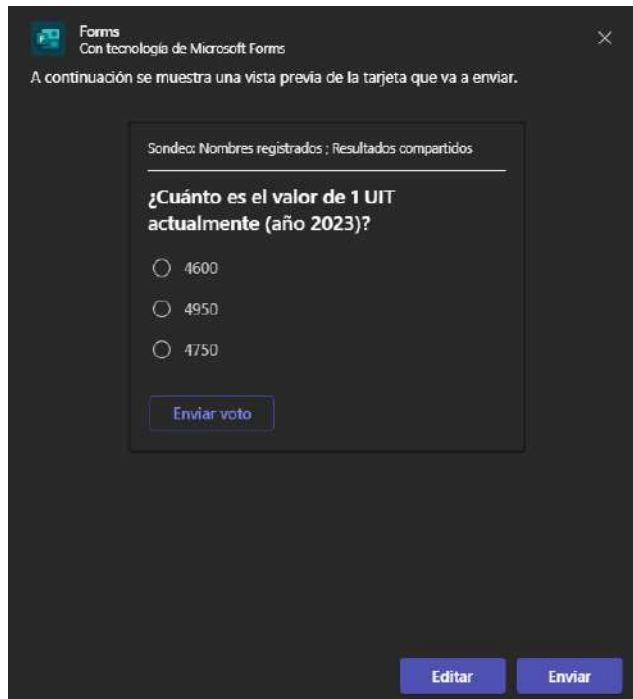 Forms
Con tecnología de Microsoft Forms
A continuación se muestra una vista previa de la tarjeta que va a enviar.
Sondeo: Nombres registrados ; Resultados compartidos
¿Cuánto es el valor de 1 UIT
actualmente (año 2023)?
4600
4950
4750
Enviar voto
Editar
Enviar